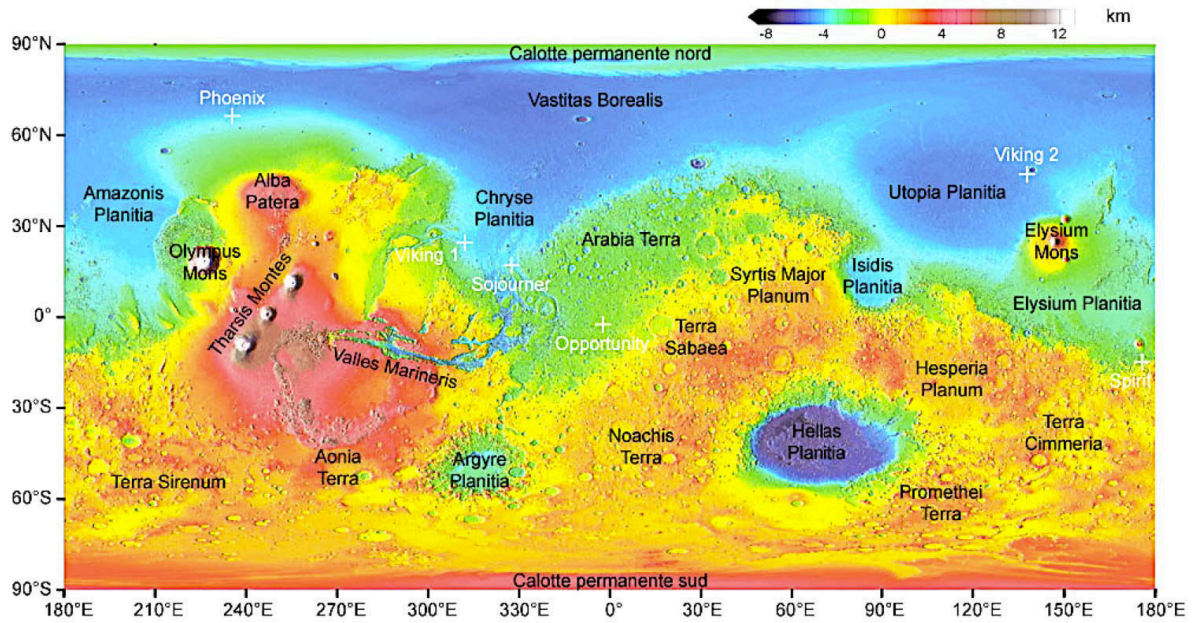 km
-8 -4 0 4 8 12
90°N
Calotte permanente nord
Phoenix
Vastitas Borealis
60°N
Viking 2
Amazonis
Planitia
Alba
Patera
Chryse
Planitia
Utopia Planitia
30°N
Olympus
Mons
Viking 1
Arabia Terra
Elysium
Mons
Tharsis Montes
Sojourner
Syrtis Major
Planum
Isidis
Planitia
Elysium Planitia
0°
Opportunity
Terra
Sabaea
Valles Marineris
Hesperia
Planum
Spirit
30°S
Noachis
Terra
Hellas
Planitia
Terra
Cimmeria
Aonia
Terra
Argyre
Planitia
Terra Sirenum
Promethei
Terra
60°S
Calotte permanente sud
90°S
180°E 210°E 240°E 270°E 300°E 330°E 0° 30°E 60°E 90°E 120°E 150°E 180°E